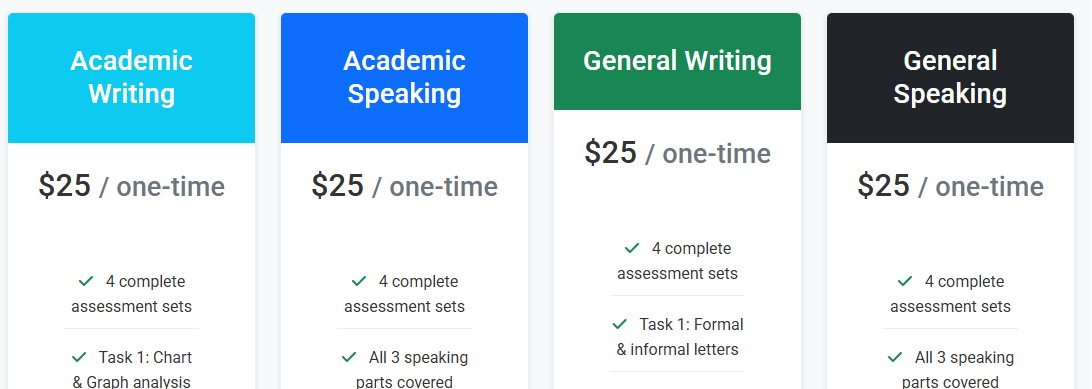 Academic
Writing
$25 / one-time
4 complete
assessment sets
Task 1: Chart
& Graph analysis
Academic
Speaking
$25 / one-time
4 complete
assessment sets
All 3 speaking
parts covered
General Writing
$25 / one-time
4 complete
assessment sets
Task 1: Formal
& informal letters
General
Speaking
$25 / one-time
4 complete
assessment sets
All 3 speaking
parts covered